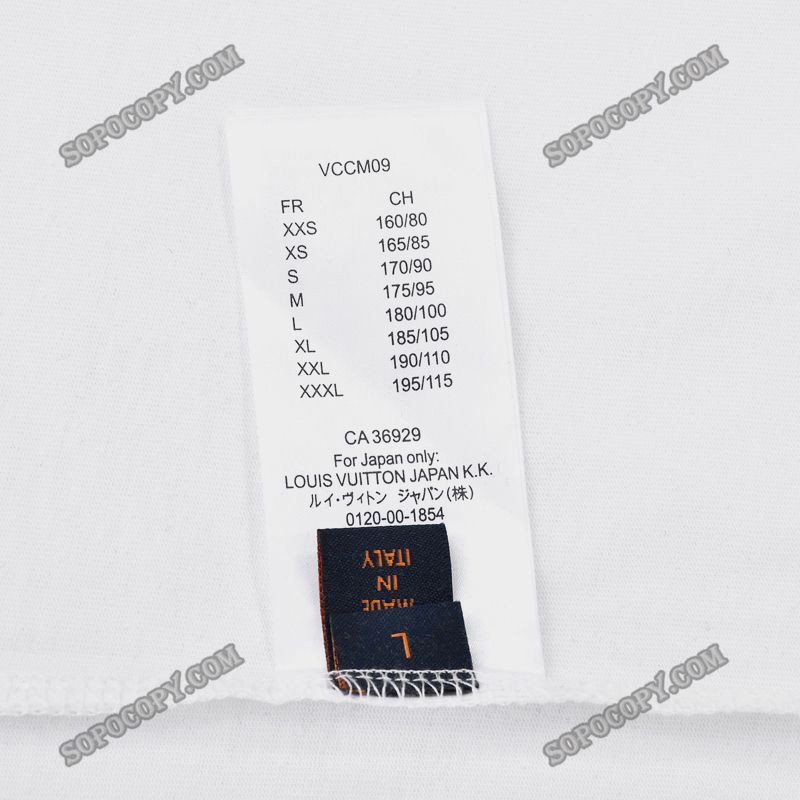 SOPOCOPY.COM
SOPOCOPY.COM
VCCM09
FR CH
XXS 160/80
XS 165/85
S 170/90
M 175/95
L 180/100
XL 185/105
XXL 190/110
XXXL 195/115
CA 36929
For Japan only:
LOUIS VUITTON JAPAN K.K.
ルイ・ヴィトン ジャパン(株)
0120-00-1854
MADE
IN
ITALY
L
SOPOCOPY.COM
SOPOCOPY.COM